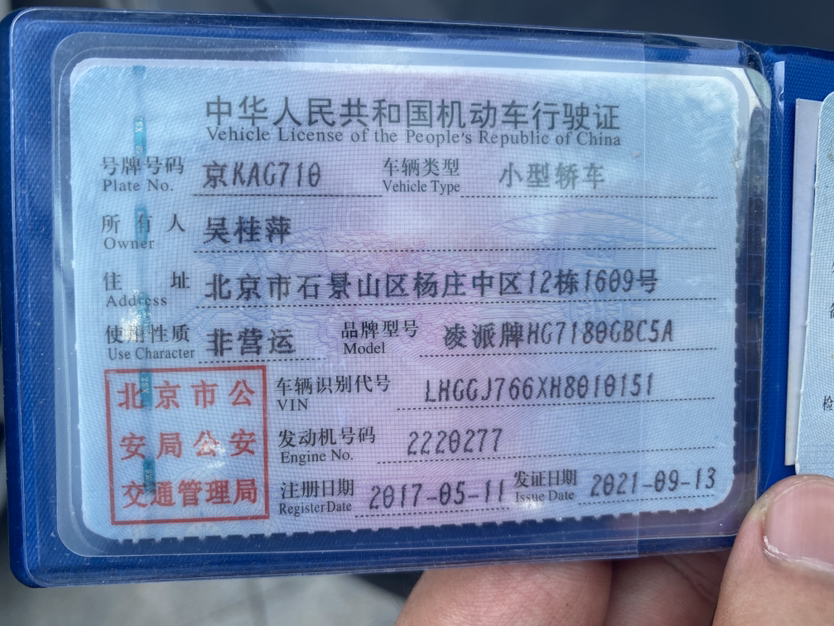 中华人民共和国机动车行驶证
Vehicle License of the People's Republic of China
号牌号码 京KAG710 车辆类型 小型轿车
Plate No. Vehicle Type
所有人 吴桂萍
Owner
住址 北京市石景山区杨庄中区12栋1609号
Address
使用性质 非营运 品牌型号 凌派牌HG7180GBC5A
Use Character Model
北京市公
安局公安
交通管理局
车辆识别代号 LHGGJ766XH8010151
VIN
发动机号码 2220277
Engine No.
注册日期 2017-05-11 发证日期 2021-09-13
Register Date Issue Date
检